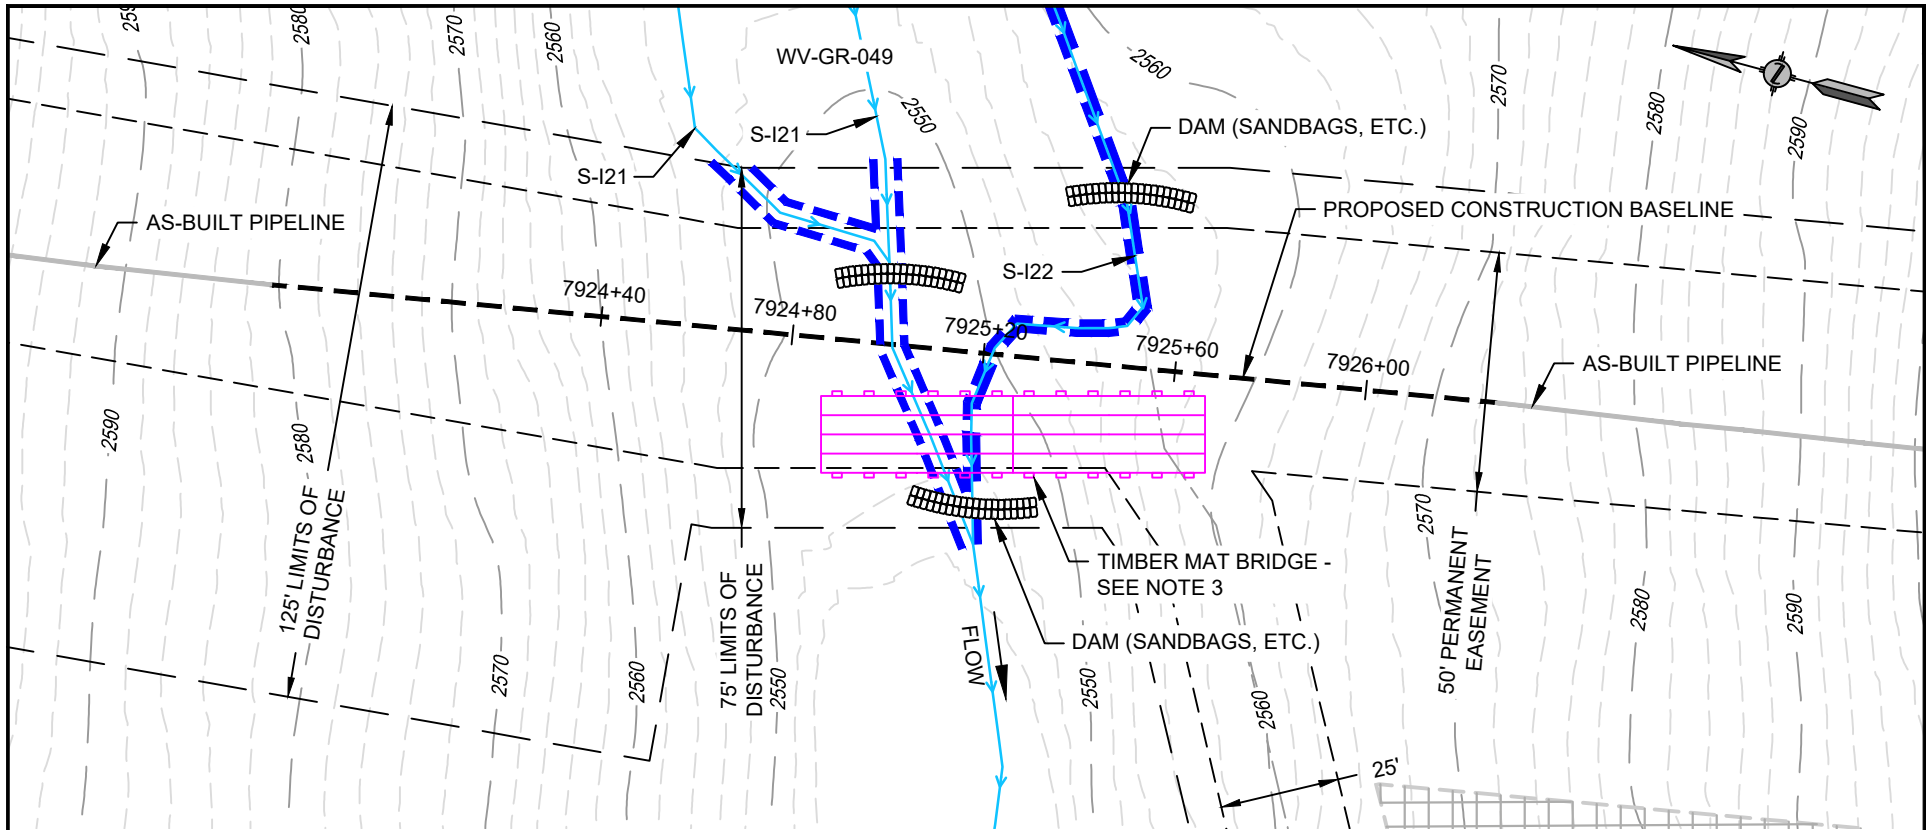 2580
2570
2560
WV-GR-049
2560
2570
2580
2590
2550
S-I21
DAM (SANDBAGS, ETC.)
S-I21
AS-BUILT PIPELINE
PROPOSED CONSTRUCTION BASELINE
S-I22
7924+40
7924+80
7925+20
7925+60
7926+00
AS-BUILT PIPELINE
2590
2580
125' LIMITS OF
DISTURBANCE
2570
2560
75' LIMITS OF
DISTURBANCE
2550
FLOW
TIMBER MAT BRIDGE -
SEE NOTE 3
DAM (SANDBAGS, ETC.)
2550
2560
2570
50' PERMANENT
EASEMENT
2580
2590
25'